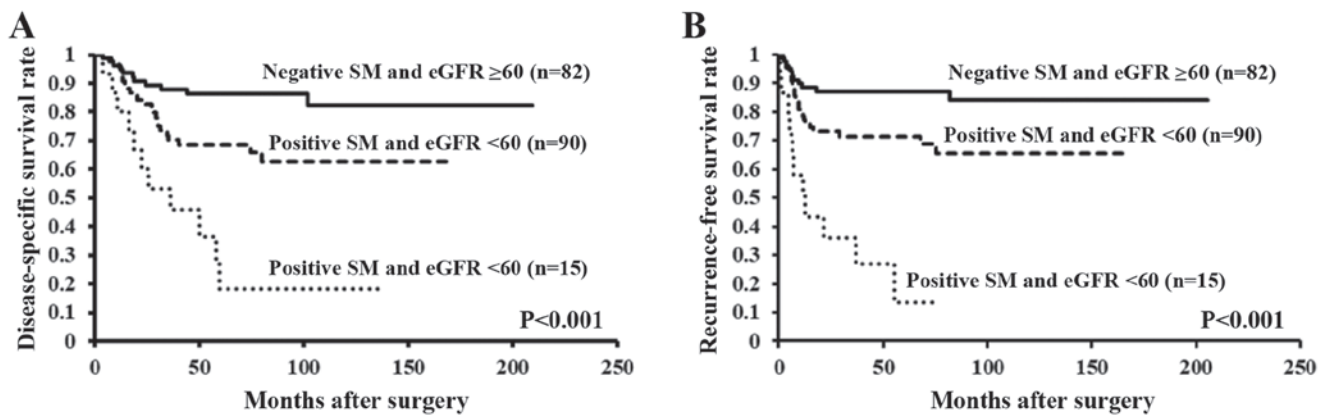 A
Disease-specific survival rate
1
0.9
0.8
0.7
0.6
0.5
0.4
0.3
0.2
0.1
0
Negative SM and eGFR ≥60 (n=82)
Positive SM and eGFR <60 (n=90)
Positive SM and eGFR <60 (n=15)
P<0.001
0 50 100 150 200 250
Months after surgery
B
Recurrence-free survival rate
1
0.9
0.8
0.7
0.6
0.5
0.4
0.3
0.2
0.1
0
Negative SM and eGFR ≥60 (n=82)
Positive SM and eGFR <60 (n=90)
Positive SM and eGFR <60 (n=15)
P<0.001
0 50 100 150 200 250
Months after surgery